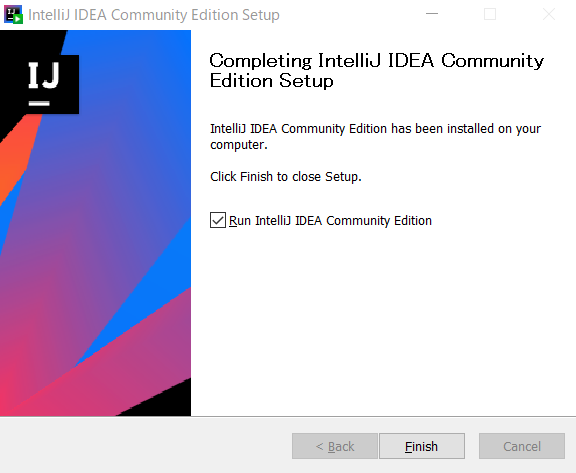 IntelliJ IDEA Community Edition Setup
IJ
Completing IntelliJ IDEA Community
Edition Setup
IntelliJ IDEA Community Edition has been installed on your
computer.
Click Finish to close Setup.
Run IntelliJ IDEA Community Edition
< Back
Finish
Cancel